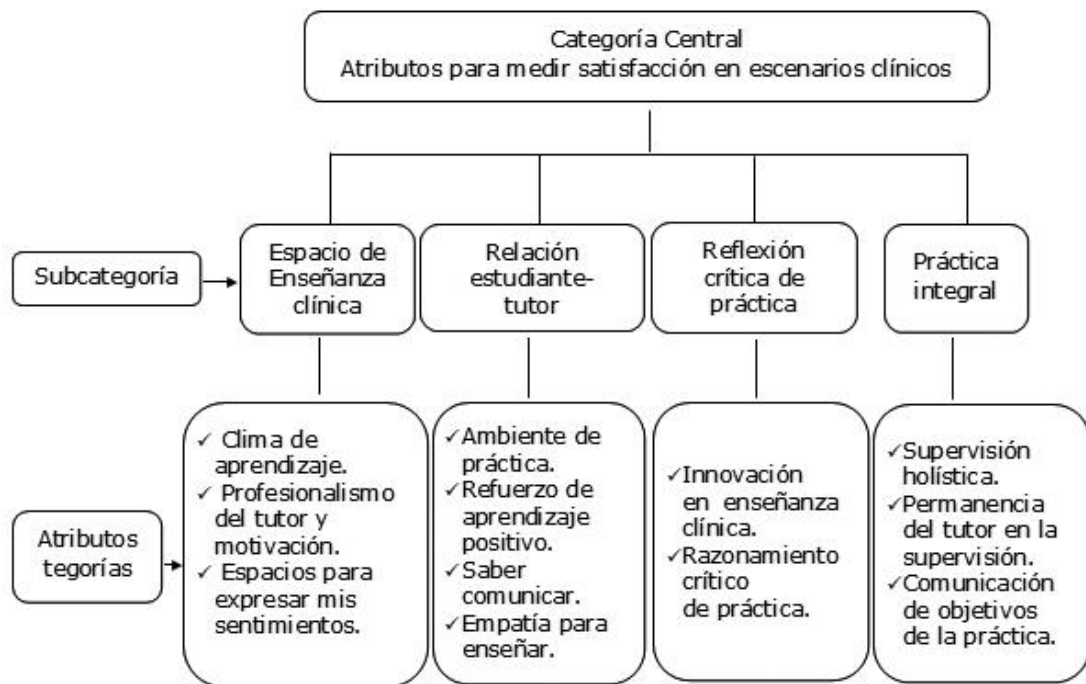 Categoría Central
Atributos para medir satisfacción en escenarios clínicos
Subcategoría
Espacio de
Enseñanza
clínica
Relación
estudiante-
tutor
Reflexión
crítica de
práctica
Práctica
integral
Atributos
tegorías
✓ Clima de
aprendizaje.
✓ Profesionalismo
del tutor y
motivación.
✓ Espacios para
expresar mis
sentimientos.
✓Ambiente de
práctica.
✓Refuerzo de
aprendizaje
positivo.
✓Saber
comunicar.
✓Empatía para
enseñar.
✓Innovación
en enseñanza
clínica.
✓Razonamiento
crítico
de práctica.
✓Supervisión
holística.
✓Permanencia
del tutor en la
supervisión.
✓Comunicación
de objetivos
de la práctica.